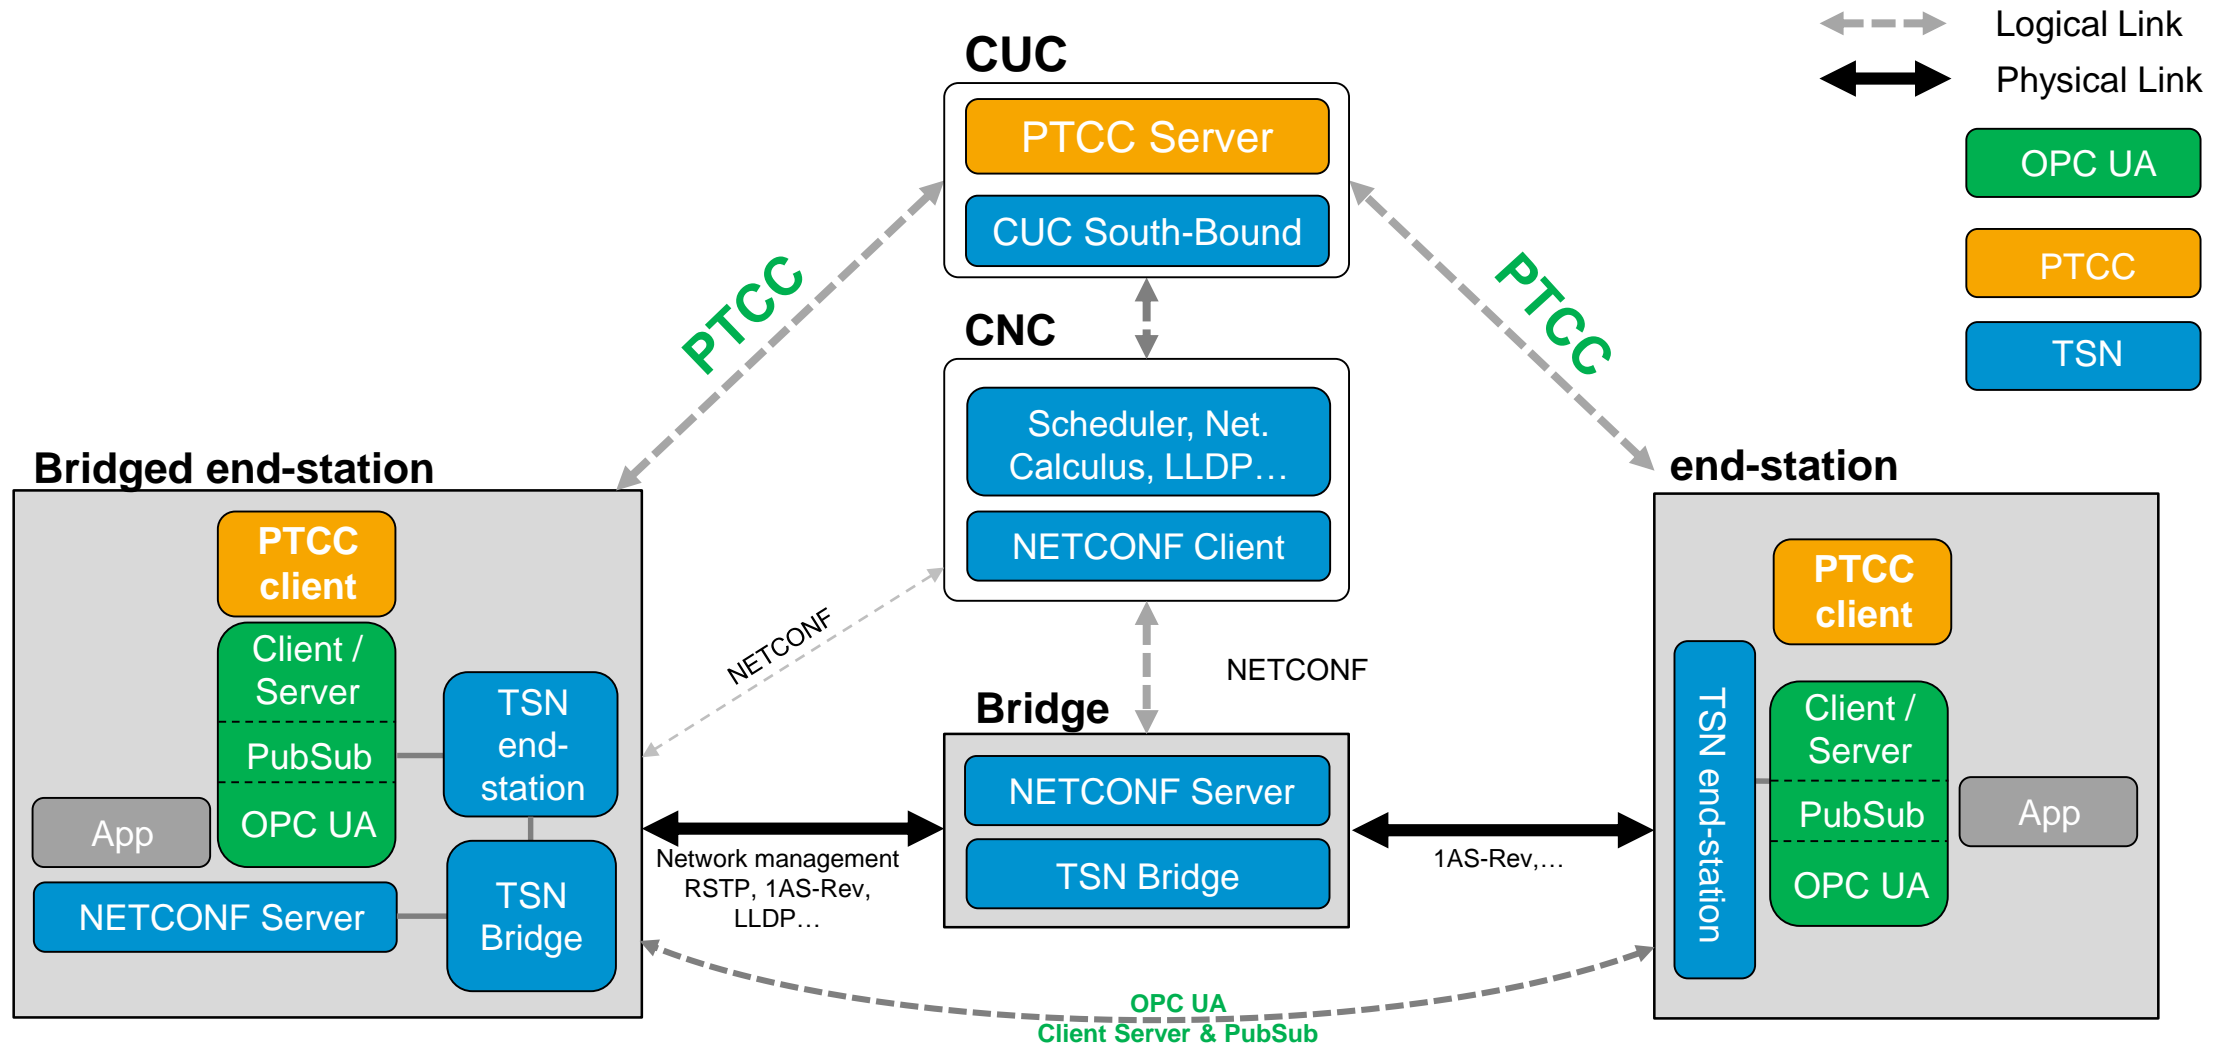 Logical Link
Physical Link
OPC UA
PTCC
TSN
CUC
PTCC Server
CUC South-Bound
PTCC
PTCC
CNC
Scheduler, Net.
Calculus, LLDP…
NETCONF Client
NETCONF
NETCONF
Bridged end-station
PTCC
client
Client /
Server
PubSub
OPC UA
App
NETCONF Server
TSN
end-
station
TSN
Bridge
Network management
RSTP, 1AS-Rev,
LLDP…
Bridge
NETCONF Server
TSN Bridge
1AS-Rev,…
end-station
PTCC
client
TSN end-station
Client /
Server
PubSub
OPC UA
App
OPC UA
Client Server & PubSub